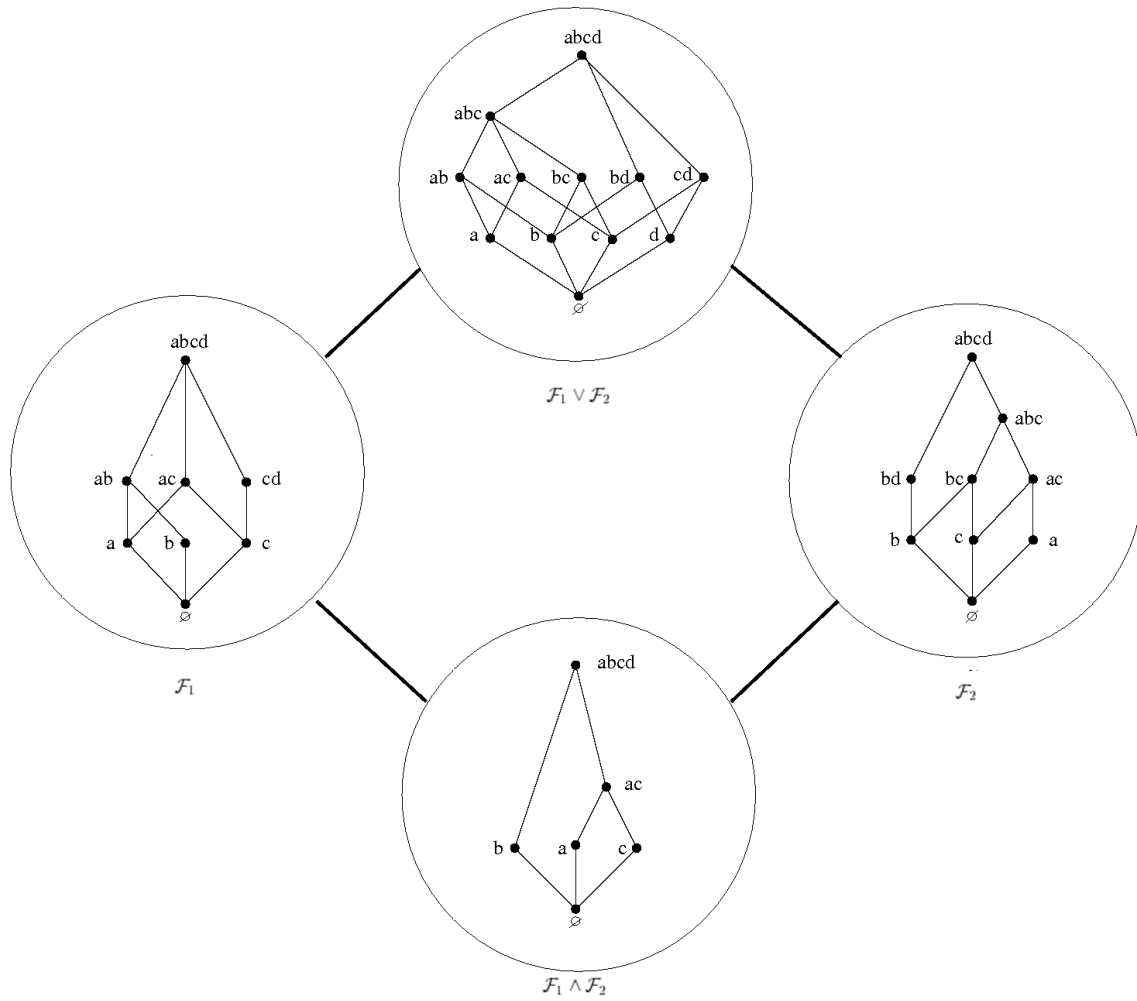 abcd
abc
ab ac bc bd cd
a b c d
∅
F₁ ∨ F₂
abcd
ab ac cd
a b c
∅
F₁
abcd
abc
bd bc ac
b c a
∅
F₂
abcd
ac
b a c
∅
F₁ ∧ F₂